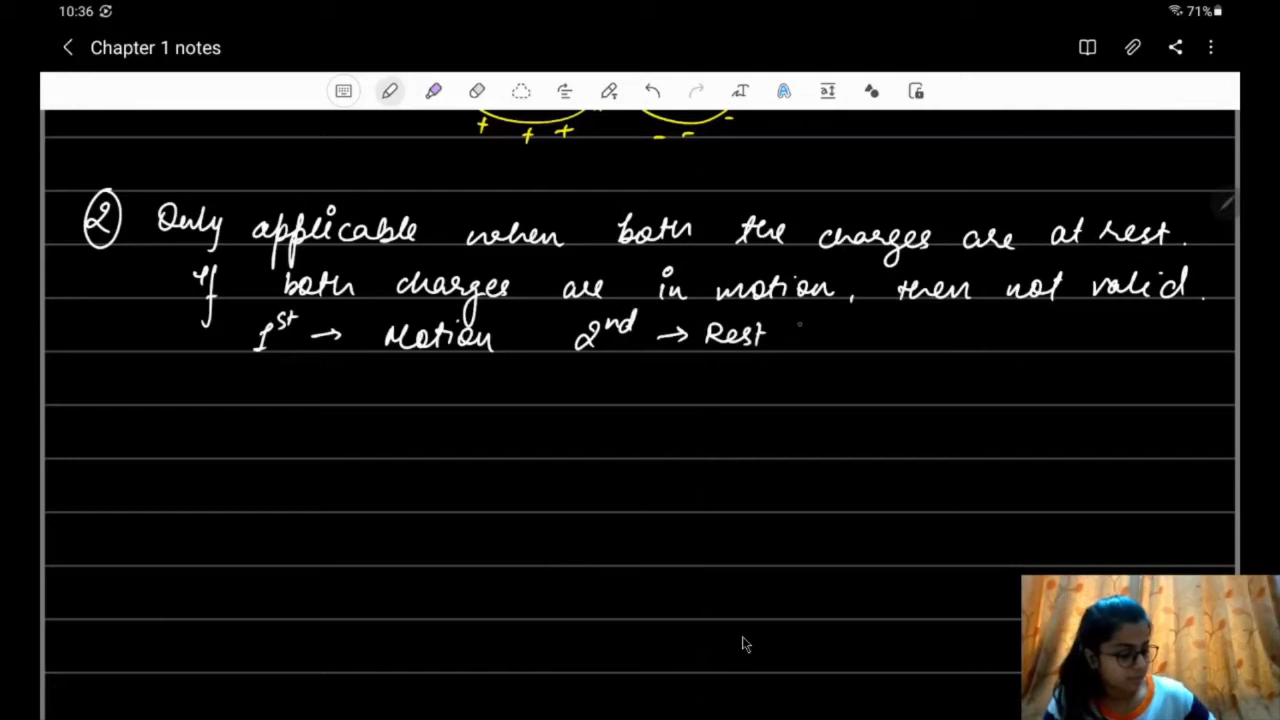 10:36 71%
Chapter 1 notes
+ + + - - -
2 Only applicable when both the charges are at rest.
If both charges are in motion, then not valid.
1st → Motion 2nd → Rest